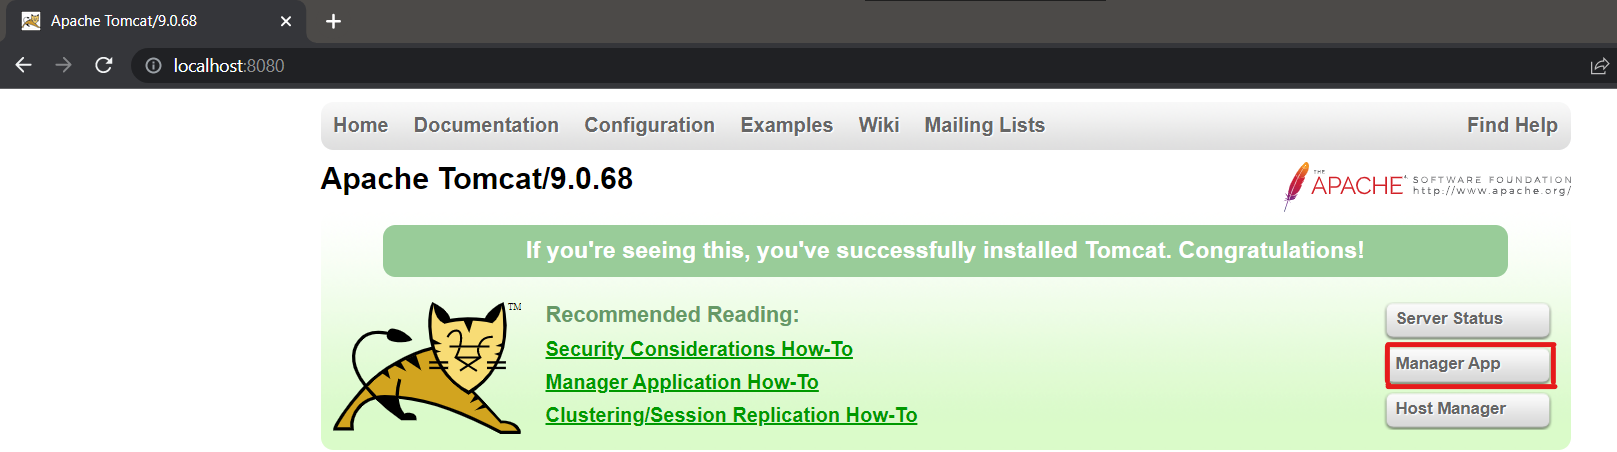 Apache Tomcat/9.0.68
localhost:8080
Home Documentation Configuration Examples Wiki Mailing Lists Find Help
Apache Tomcat/9.0.68
THE APACHE SOFTWARE FOUNDATION
http://www.apache.org/
If you're seeing this, you've successfully installed Tomcat. Congratulations!
TM
Recommended Reading:
Security Considerations How-To
Manager Application How-To
Clustering/Session Replication How-To
Server Status
Manager App
Host Manager